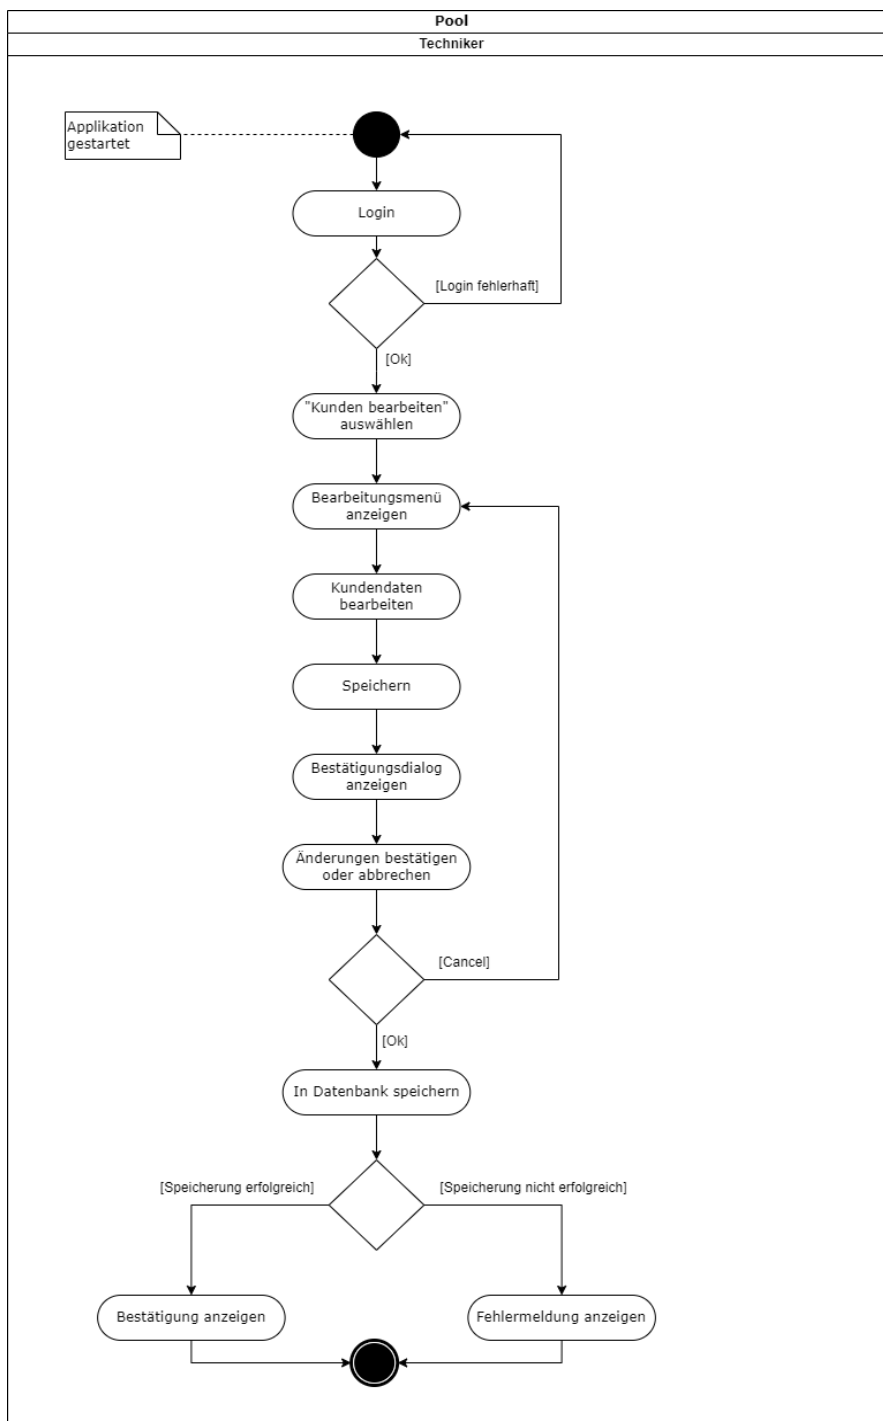 Pool
Techniker
Applikation
gestartet
Login
[Login fehlerhaft]
[Ok]
"Kunden bearbeiten"
auswählen
Bearbeitungsmenü
anzeigen
Kundendaten
bearbeiten
Speichern
Bestätigungsdialog
anzeigen
Änderungen bestätigen
oder abbrechen
[Cancel]
[Ok]
In Datenbank speichern
[Speicherung erfolgreich]
[Speicherung nicht erfolgreich]
Bestätigung anzeigen
Fehlermeldung anzeigen